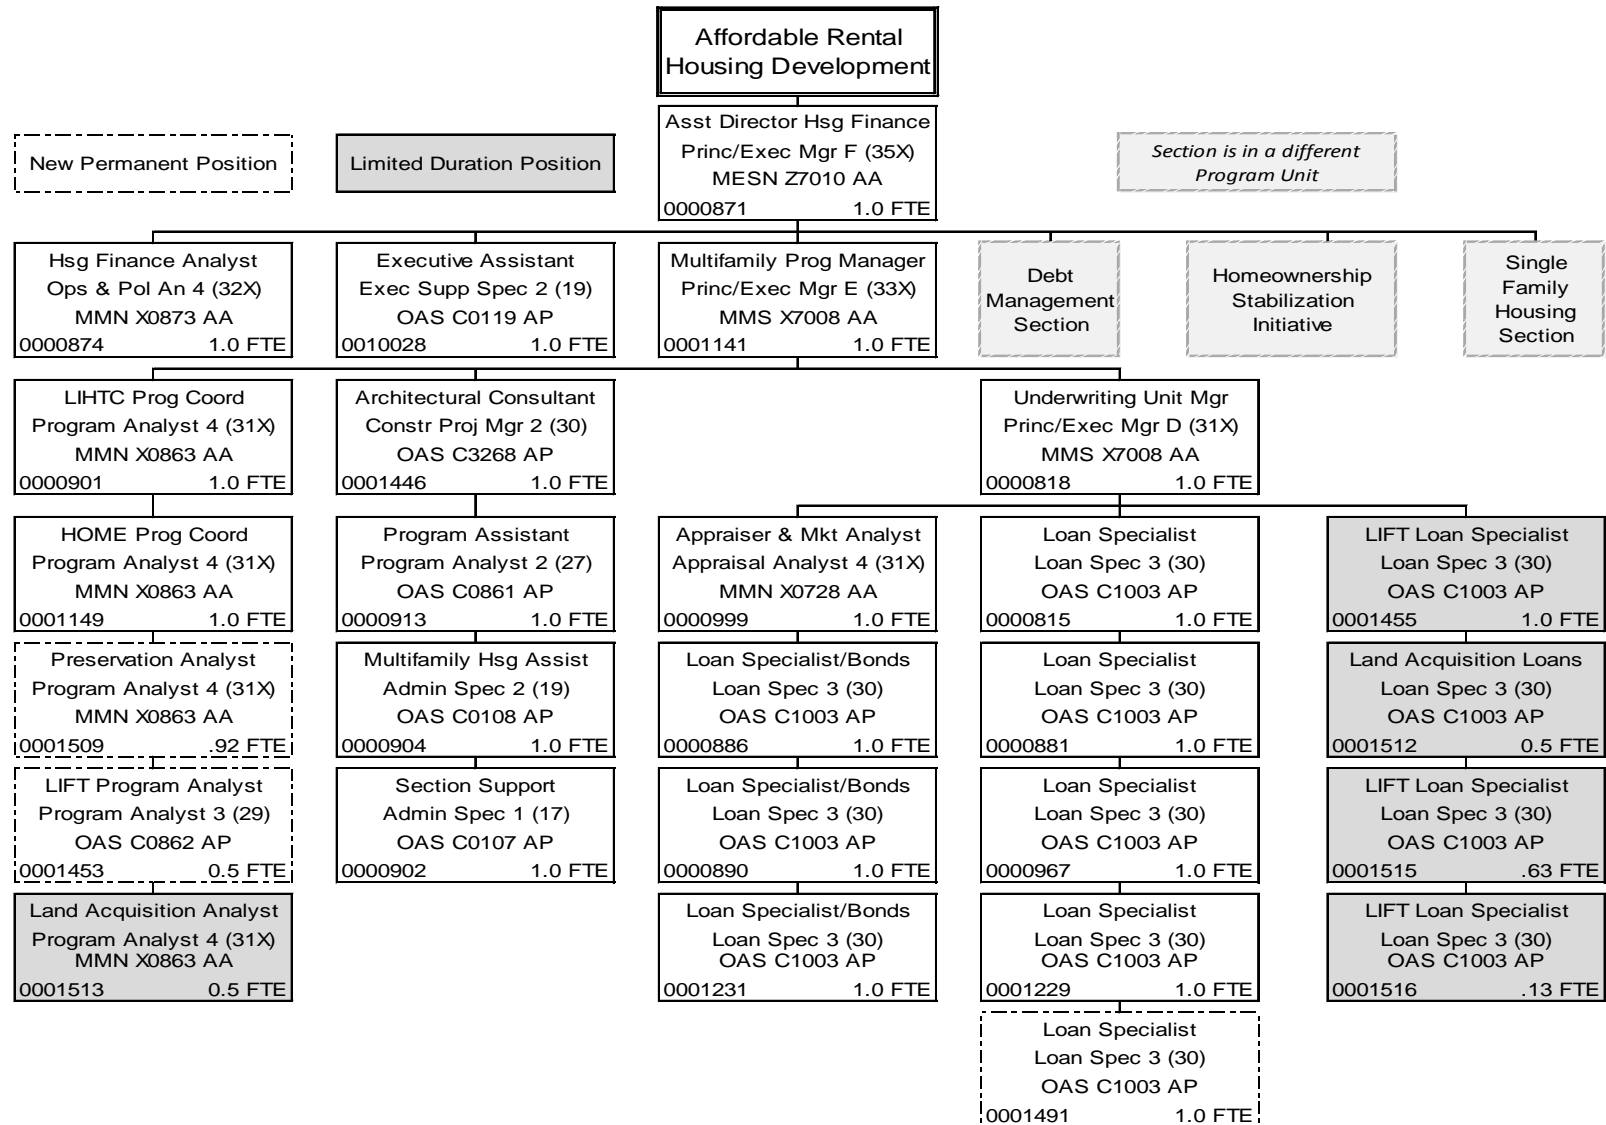 Affordable Rental
Housing Development
Asst Director Hsg Finance
Princ/Exec Mgr F (35X)
MESN Z7010 AA
0000871 1.0 FTE
New Permanent Position
Limited Duration Position
Section is in a different
Program Unit
Hsg Finance Analyst
Ops & Pol An 4 (32X)
MMN X0873 AA
0000874 1.0 FTE
Executive Assistant
Exec Supp Spec 2 (19)
OAS C0119 AP
0010028 1.0 FTE
Multifamily Prog Manager
Princ/Exec Mgr E (33X)
MMS X7008 AA
0001141 1.0 FTE
Debt
Management
Section
Homeownership
Stabilization
Initiative
Single
Family
Housing
Section
LIHTC Prog Coord
Program Analyst 4 (31X)
MMN X0863 AA
0000901 1.0 FTE
Architectural Consultant
Constr Proj Mgr 2 (30)
OAS C3268 AP
0001446 1.0 FTE
Underwriting Unit Mgr
Princ/Exec Mgr D (31X)
MMS X7008 AA
0000818 1.0 FTE
HOME Prog Coord
Program Analyst 4 (31X)
MMN X0863 AA
0001149 1.0 FTE
Program Assistant
Program Analyst 2 (27)
OAS C0861 AP
0000913 1.0 FTE
Appraiser & Mkt Analyst
Appraisal Analyst 4 (31X)
MMN X0728 AA
0000999 1.0 FTE
Loan Specialist
Loan Spec 3 (30)
OAS C1003 AP
0000815 1.0 FTE
LIFT Loan Specialist
Loan Spec 3 (30)
OAS C1003 AP
0001455 1.0 FTE
Preservation Analyst
Program Analyst 4 (31X)
MMN X0863 AA
0001509 .92 FTE
Multifamily Hsg Assist
Admin Spec 2 (19)
OAS C0108 AP
0000904 1.0 FTE
Loan Specialist/Bonds
Loan Spec 3 (30)
OAS C1003 AP
0000886 1.0 FTE
Loan Specialist
Loan Spec 3 (30)
OAS C1003 AP
0000881 1.0 FTE
Land Acquisition Loans
Loan Spec 3 (30)
OAS C1003 AP
0001512 0.5 FTE
LIFT Program Analyst
Program Analyst 3 (29)
OAS C0862 AP
0001453 0.5 FTE
Section Support
Admin Spec 1 (17)
OAS C0107 AP
0000902 1.0 FTE
Loan Specialist/Bonds
Loan Spec 3 (30)
OAS C1003 AP
0000890 1.0 FTE
Loan Specialist
Loan Spec 3 (30)
OAS C1003 AP
0000967 1.0 FTE
LIFT Loan Specialist
Loan Spec 3 (30)
OAS C1003 AP
0001515 .63 FTE
Land Acquisition Analyst
Program Analyst 4 (31X)
MMN X0863 AA
0001513 0.5 FTE
Loan Specialist/Bonds
Loan Spec 3 (30)
OAS C1003 AP
0001231 1.0 FTE
Loan Specialist
Loan Spec 3 (30)
OAS C1003 AP
0001229 1.0 FTE
LIFT Loan Specialist
Loan Spec 3 (30)
OAS C1003 AP
0001516 .13 FTE
Loan Specialist
Loan Spec 3 (30)
OAS C1003 AP
0001491 1.0 FTE